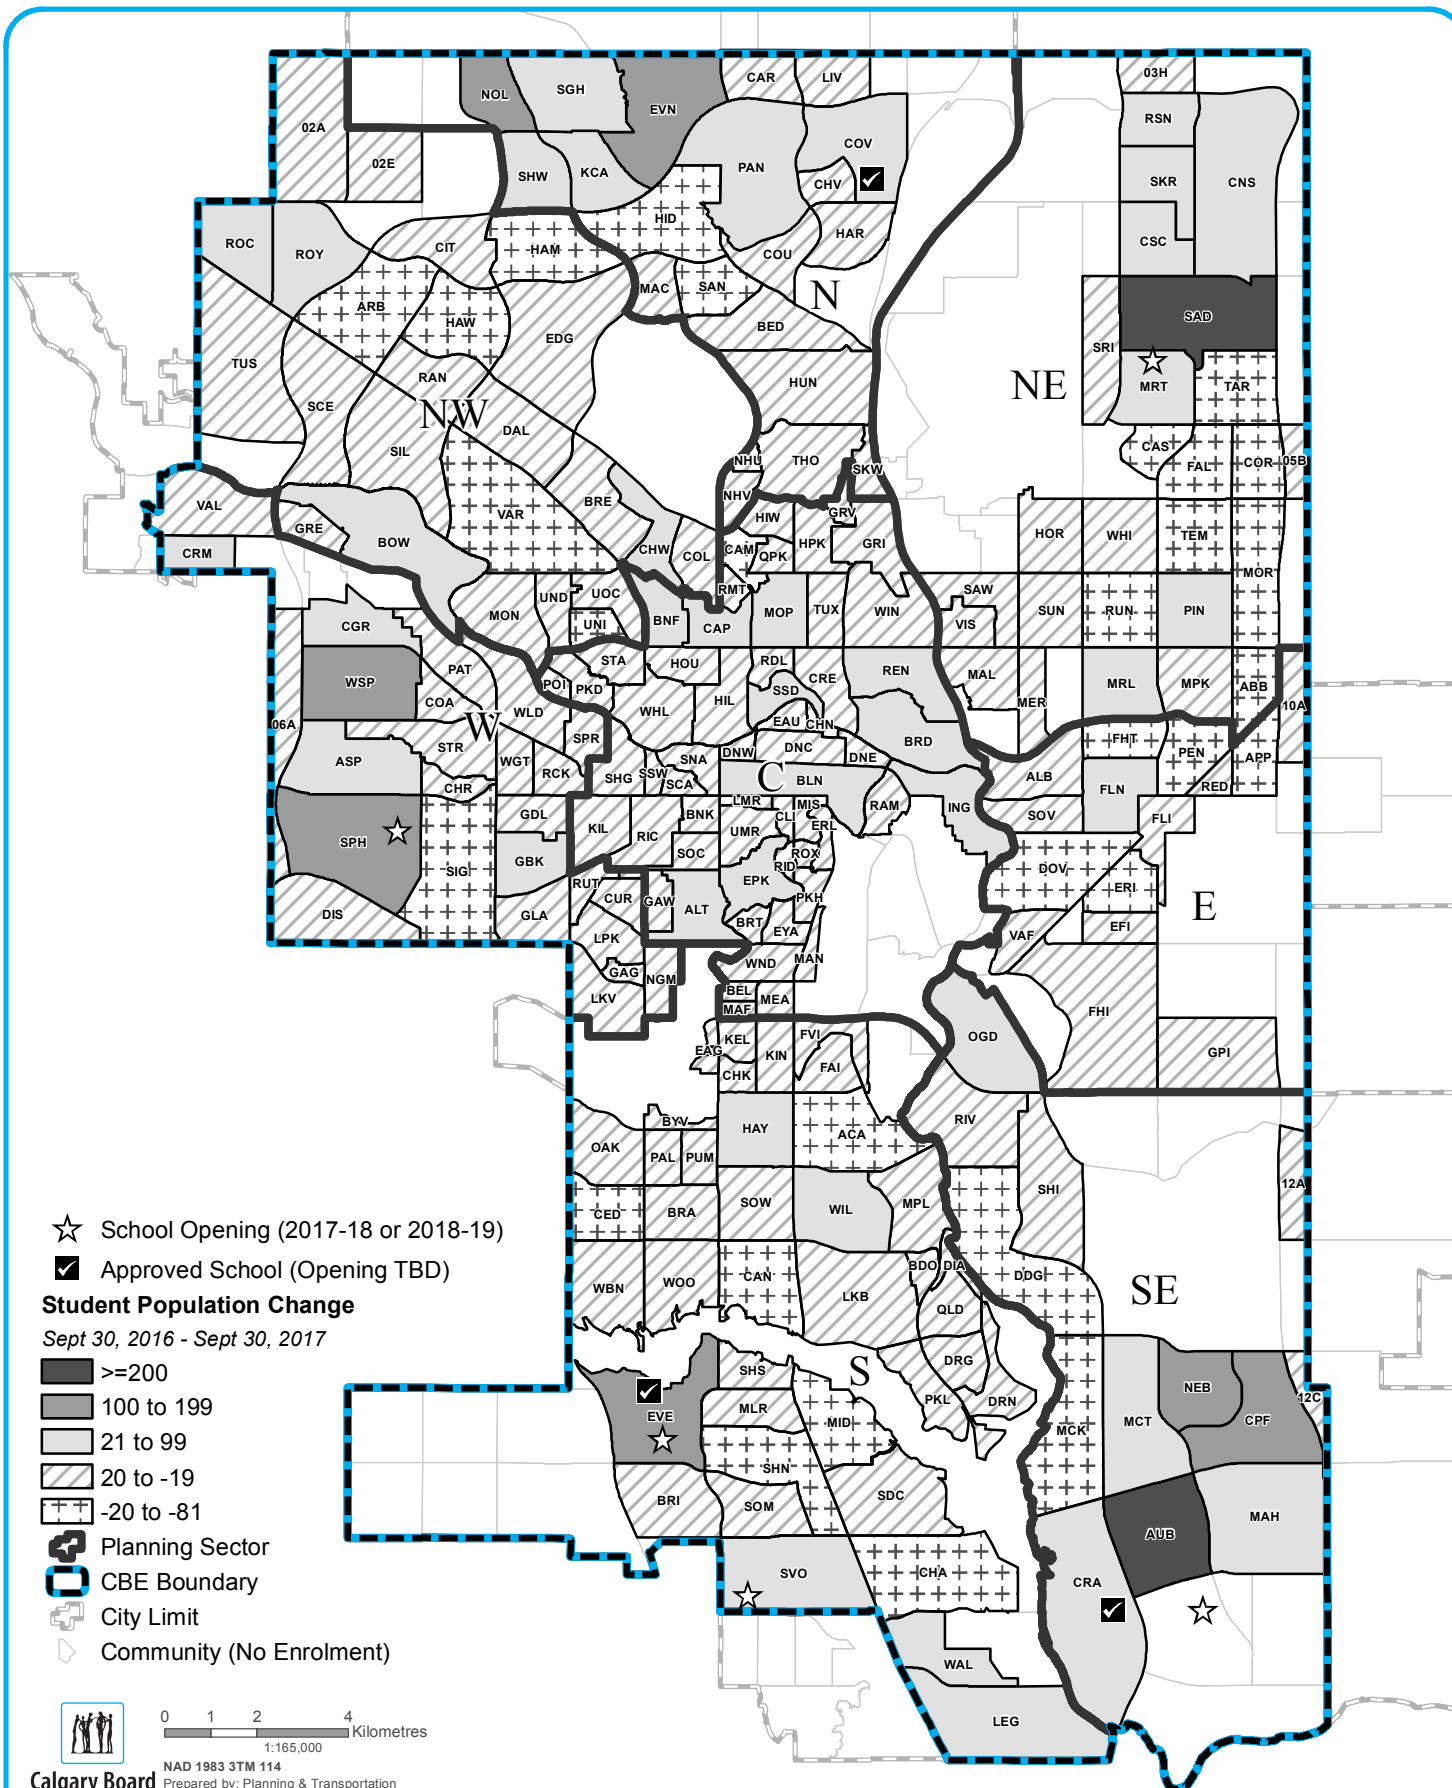 CAR
LIV
03H
NOL
SGH
EVN
RSN
02A
COV
02E
SHW
KCA
PAN
CHV
SKR
CNS
HID
ROC
ROY
CIT
HAM
COU
HAR
CSC
MAC
SAN
N
ARB
HAW
EDG
BED
SAD
SRI
TUS
RAN
HUN
NE
MRT
TAR
SCE
NW
DAL
SIL
NHU
THO
SKW
CAS
FAL
COR
05B
VAL
VAR
BRE
NHV
HIW
GRV
GRE
BOW
CHW
COL
CAM
QPK
HPK
GRI
HOR
WHI
TEM
CRM
MOR
UND
UOC
RMT
SAW
MON
UNI
BNF
CAP
MOP
TUX
WIN
VIS
SUN
RUN
PIN
CGR
STA
HOU
RDL
CRE
REN
MAL
PAT
WSP
POI
PKD
SSD
MER
MRL
MPK
ABB
COA
WLD
WHL
HIL
EAU
CHN
10A
06A
W
SPR
BRD
FHT
STR
DNW
DNC
DNE
PEN
APP
ASP
WGT
RCK
SHG
SSW
SNA
SCA
C
BLN
ALB
CHR
FLN
RED
GDL
KIL
RIC
BNK
LMR
UMR
CLI
MIS
ERL
RAM
ING
SOV
FLI
SPH
GBK
SOC
RID
ROX
DOV
SIG
EPK
ERI
RUT
CUR
GAW
ALT
PKH
E
DIS
GLA
BRT
EYA
VAF
EFI
LPK
GAG
NGM
WND
MAN
LKV
BEL
MAF
MEA
FHI
KEL
FVI
OGD
EAG
KIN
FAI
GPI
CHK
BYV
HAY
ACA
RIV
OAK
PAL
PUM
CED
BRA
SOW
WIL
MPL
SHI
12A
WBN
WOO
CAN
LKB
BDO
DIA
DDG
SE
QLD
SHS
S
DRG
NEB
EVE
MLR
MID
PKL
DRN
MCK
MCT
CPF
12C
SHN
BRI
SOM
SDC
AUB
MAH
SVO
CHA
CRA
WAL
LEG
School Opening (2017-18 or 2018-19)
Approved School (Opening TBD)
Student Population Change
Sept 30, 2016 - Sept 30, 2017
>=200
100 to 199
21 to 99
20 to -19
-20 to -81
Planning Sector
CBE Boundary
City Limit
Community (No Enrolment)
0 1 2 4
Kilometres
1:165,000
NAD 1983 3TM 114
Calgary Board
Prepared by: Planning & Transportation